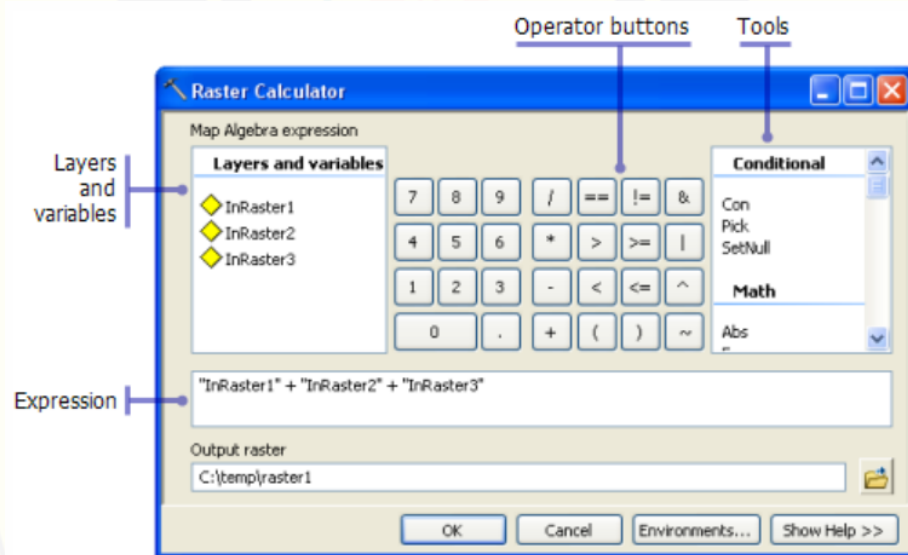 Operator buttons Tools
Raster Calculator
Map Algebra expression
Layers and variables
Layers
and
variables
InRaster1
InRaster2
InRaster3
7 8 9 / == != &
4 5 6 * > >= |
1 2 3 - < <= ^
0 . + ( ) ~
Conditional
Con
Pick
SetNull
Math
Abs
Expression
"InRaster1" + "InRaster2" + "InRaster3"
Output raster
C:\temp\raster1
OK Cancel Environments... Show Help >>